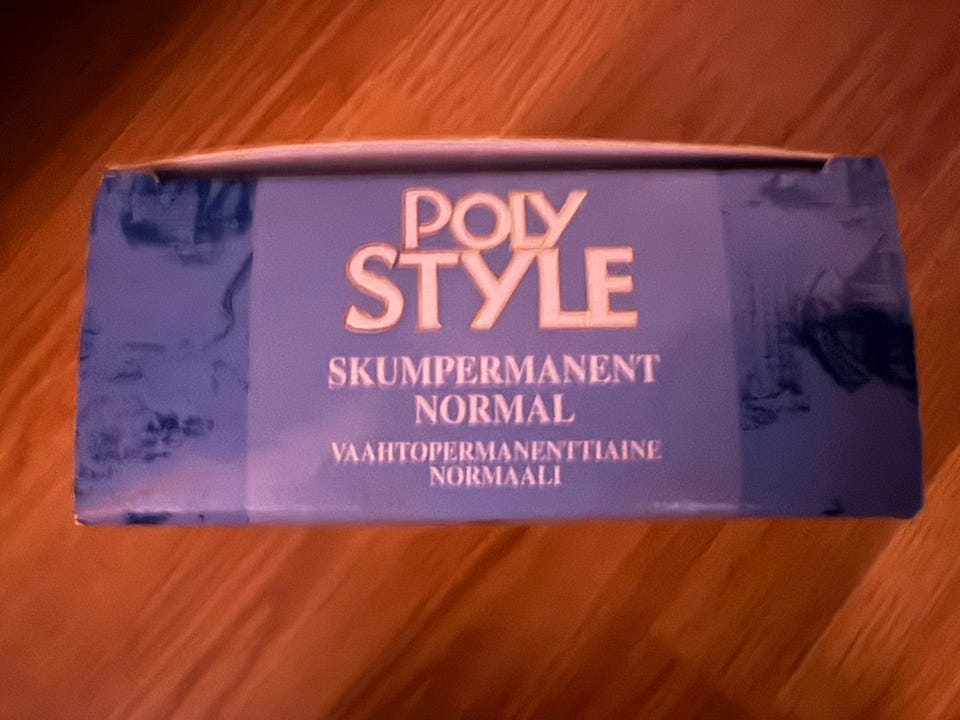 POLY
STYLE
SKUMPERMANENT
NORMAL
VAAHTOPERMANENTTIAINE
NORMAALI